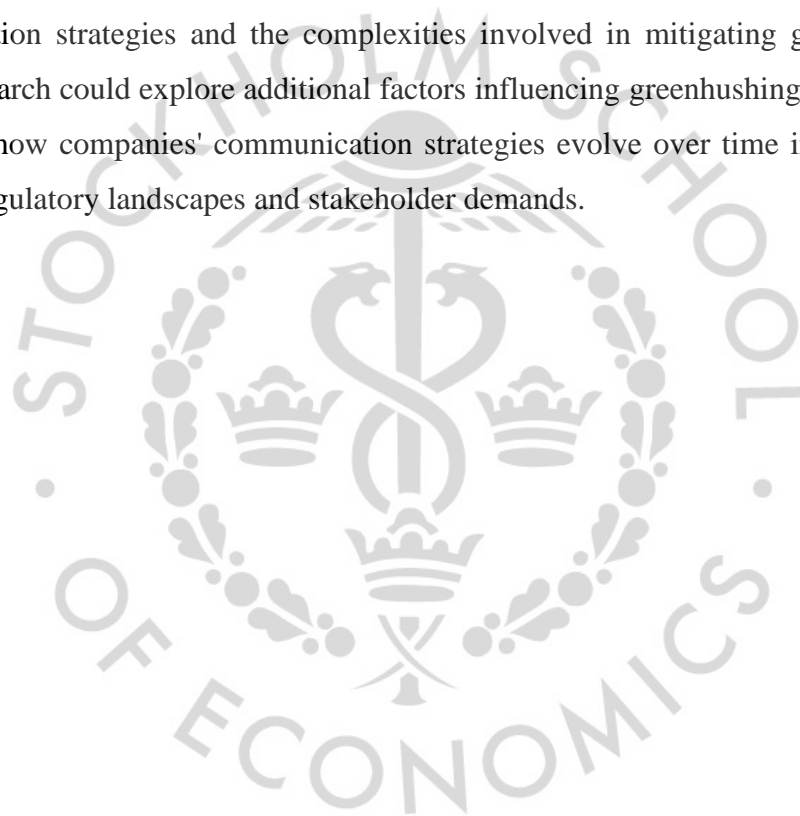 tion strategies and the complexities involved in mitigating g
arch could explore additional factors influencing greenhushing
how companies' communication strategies evolve over time i
gulatory landscapes and stakeholder demands.
STOCKHOLM SCHOOL
OF ECONOMICS